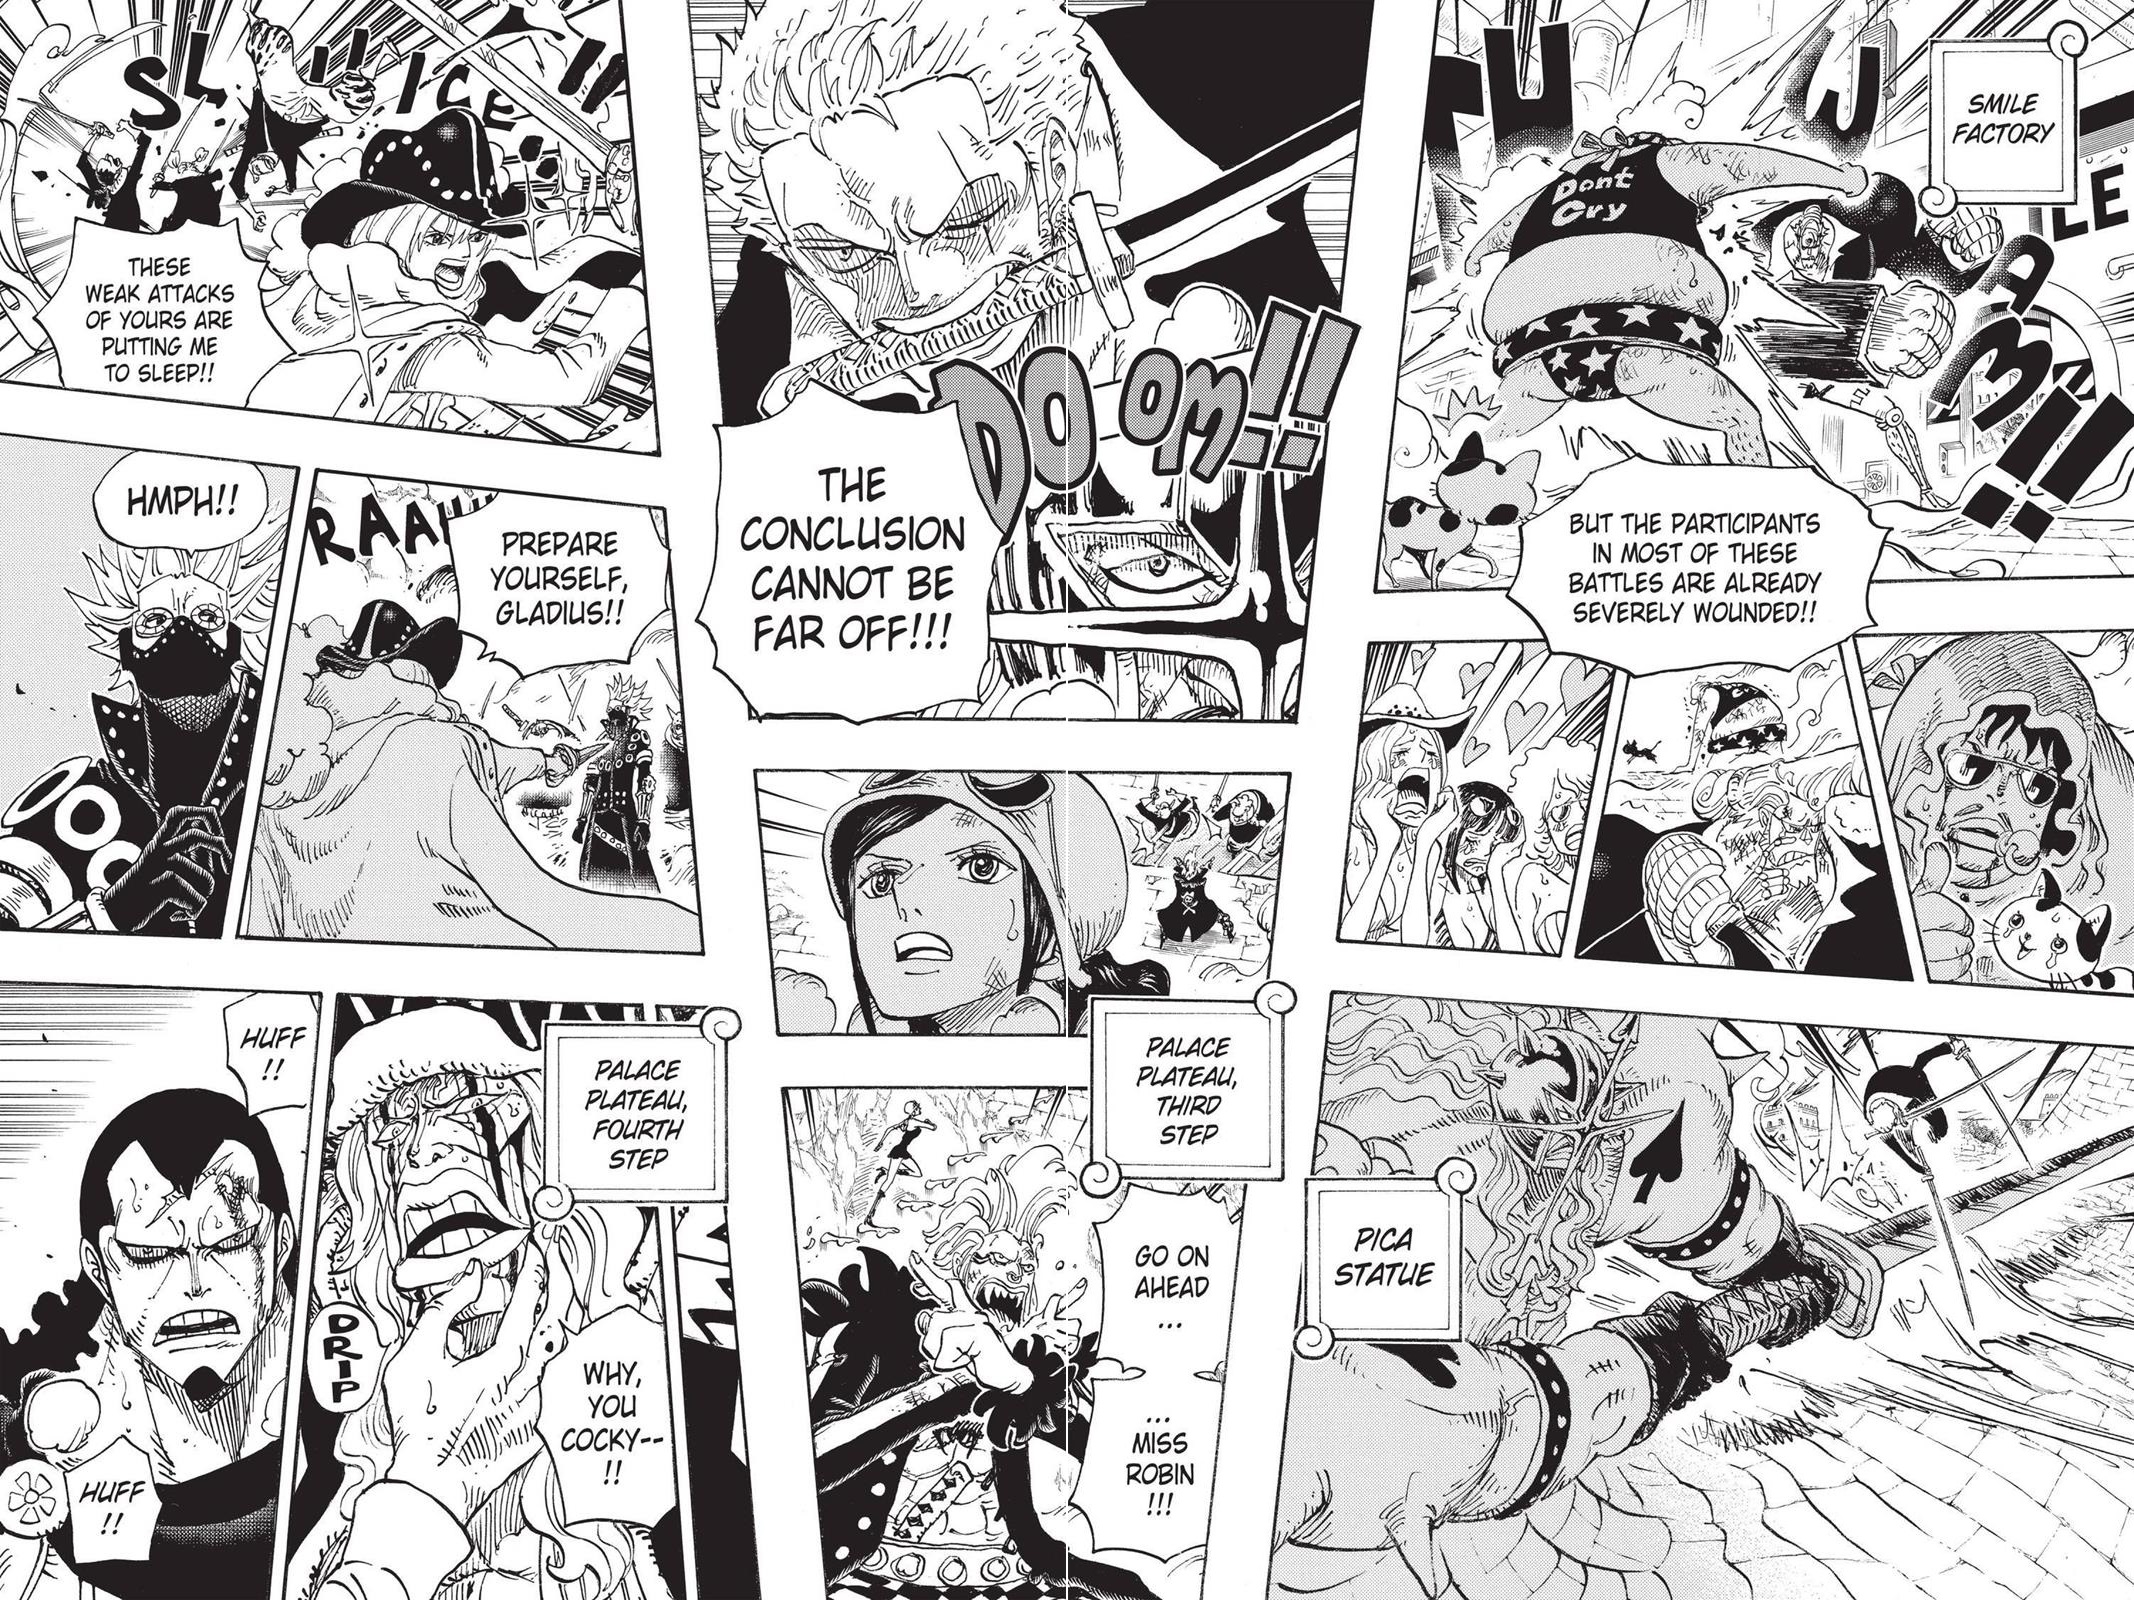 SMILE
FACTORY
Dont
Cry
BUT THE PARTICIPANTS
IN MOST OF THESE
BATTLES ARE ALREADY
SEVERELY WOUNDED!!
PICA
STATUE
DOOM!!
THE
CONCLUSION
CANNOT BE
FAR OFF!!!
PALACE
PLATEAU,
THIRD
STEP
GO ON
AHEAD
...
...
MISS
ROBIN
!!!
SLICE!!
THESE
WEAK ATTACKS
OF YOURS ARE
PUTTING ME
TO SLEEP!!
PREPARE
YOURSELF,
GLADIUS!!
HMPH!!
PALACE
PLATEAU,
FOURTH
STEP
WHY,
YOU
COCKY--
!!
DRIP
HUFF
!!
HUFF
!!